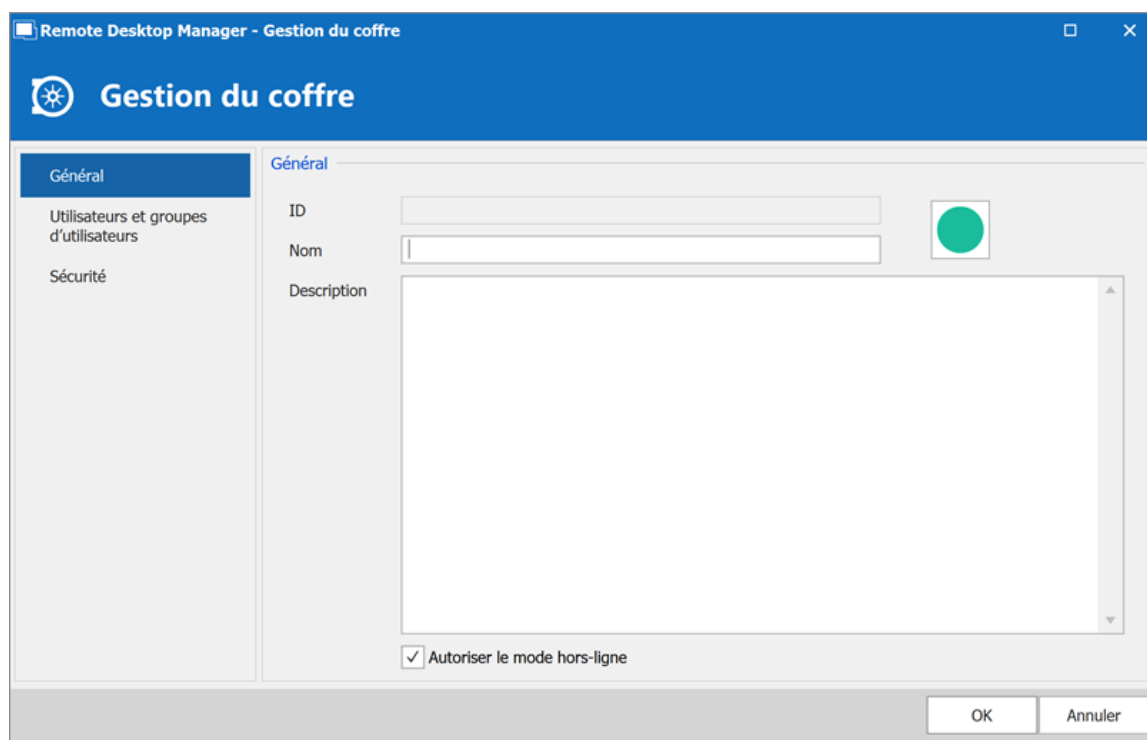 Remote Desktop Manager - Gestion du coffre
Gestion du coffre
Général
Utilisateurs et groupes
d'utilisateurs
Sécurité
Général
ID
Nom
Description
Autoriser le mode hors-ligne
OK
Annuler